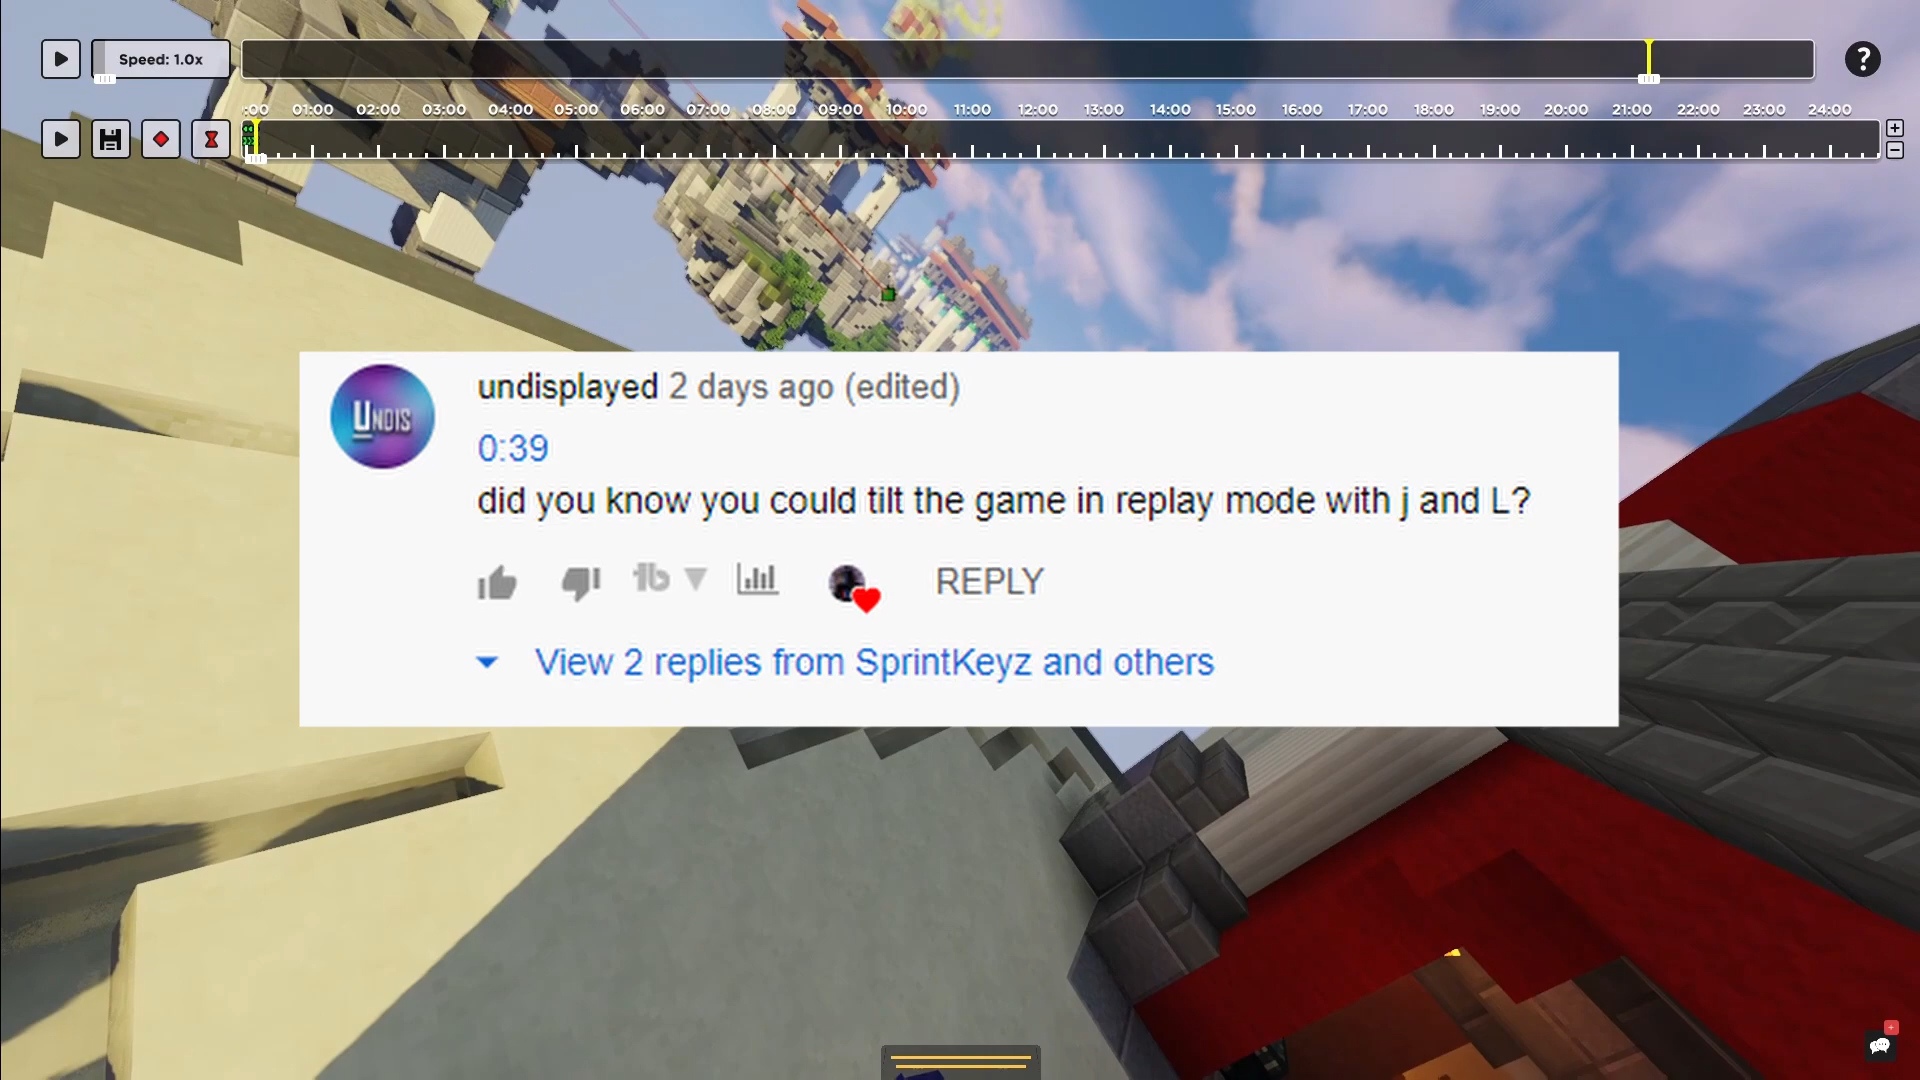 Speed: 1.0x
?
:00 01:00 02:00 03:00 04:00 05:00 06:00 07:00 08:00 09:00 10:00 11:00 12:00 13:00 14:00 15:00 16:00 17:00 18:00 19:00 20:00 21:00 22:00 23:00 24:00
UNDIS
undisplayed 2 days ago (edited)
0:39
did you know you could tilt the game in replay mode with j and L?
REPLY
View 2 replies from SprintKeyz and others